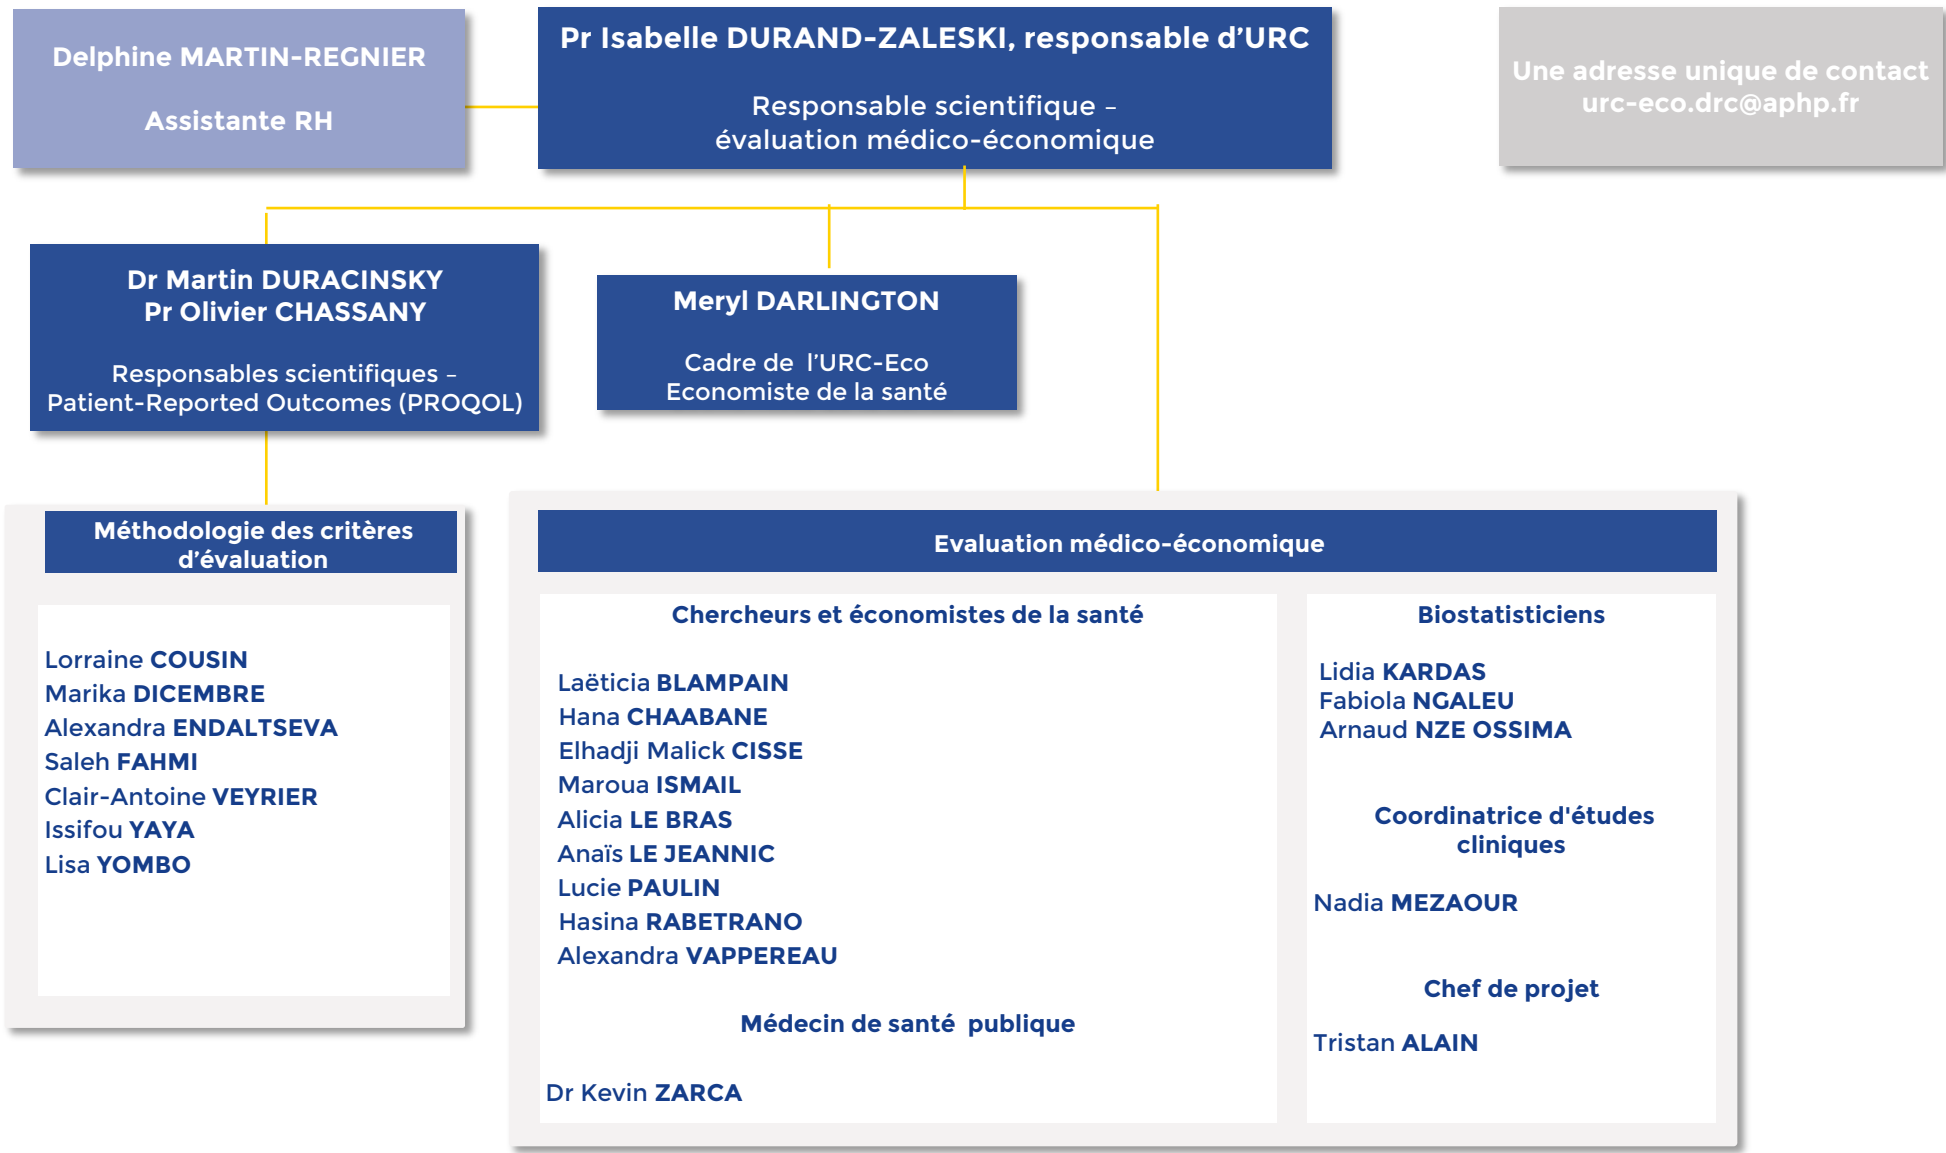 Delphine MARTIN-REGNIER
Assistante RH
Pr Isabelle DURAND-ZALESKI, responsable d’URC
Responsable scientifique –
évaluation médico-économique
Une adresse unique de contact
urc-eco.drc@aphp.fr
Dr Martin DURACINSKY
Pr Olivier CHASSANY
Responsables scientifiques –
Patient-Reported Outcomes (PROQOL)
Meryl DARLINGTON
Cadre de l’URC-Eco
Economiste de la santé
Méthodologie des critères
d’évaluation
Lorraine COUSIN
Marika DICEMBRE
Alexandra ENDALTSEVA
Saleh FAHMI
Clair-Antoine VEYRIER
Issifou YAYA
Lisa YOMBO
Evaluation médico-économique
Chercheurs et économistes de la santé
Laëticia BLAMPAIN
Hana CHAABANE
Elhadji Malick CISSE
Maroua ISMAIL
Alicia LE BRAS
Anaïs LE JEANNIC
Lucie PAULIN
Hasina RABETRANO
Alexandra VAPPEREAU
Médecin de santé publique
Dr Kevin ZARCA
Biostatisticiens
Lidia KARDAS
Fabiola NGALEU
Arnaud NZE OSSIMA
Coordinatrice d'études
cliniques
Nadia MEZAOUR
Chef de projet
Tristan ALAIN